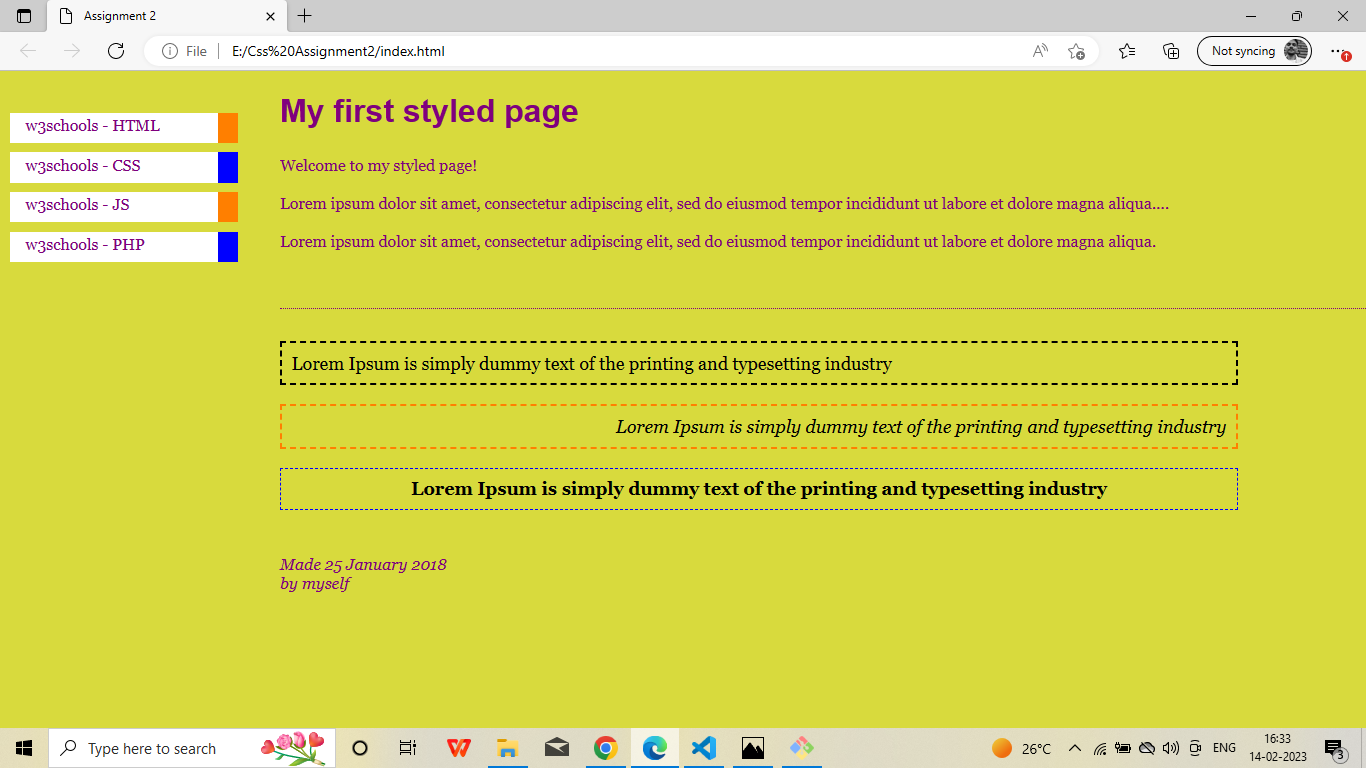 Assignment 2
File
E:/Css%20Assignment2/index.html
Not syncing
w3schools - HTML
w3schools - CSS
w3schools - JS
w3schools - PHP
My first styled page
Welcome to my styled page!
Lorem ipsum dolor sit amet, consectetur adipiscing elit, sed do eiusmod tempor incididunt ut labore et dolore magna aliqua....
Lorem ipsum dolor sit amet, consectetur adipiscing elit, sed do eiusmod tempor incididunt ut labore et dolore magna aliqua.
Lorem Ipsum is simply dummy text of the printing and typesetting industry
Lorem Ipsum is simply dummy text of the printing and typesetting industry
Lorem Ipsum is simply dummy text of the printing and typesetting industry
Made 25 January 2018
by myself
Type here to search
26°C
ENG
16:33
14-02-2023
3